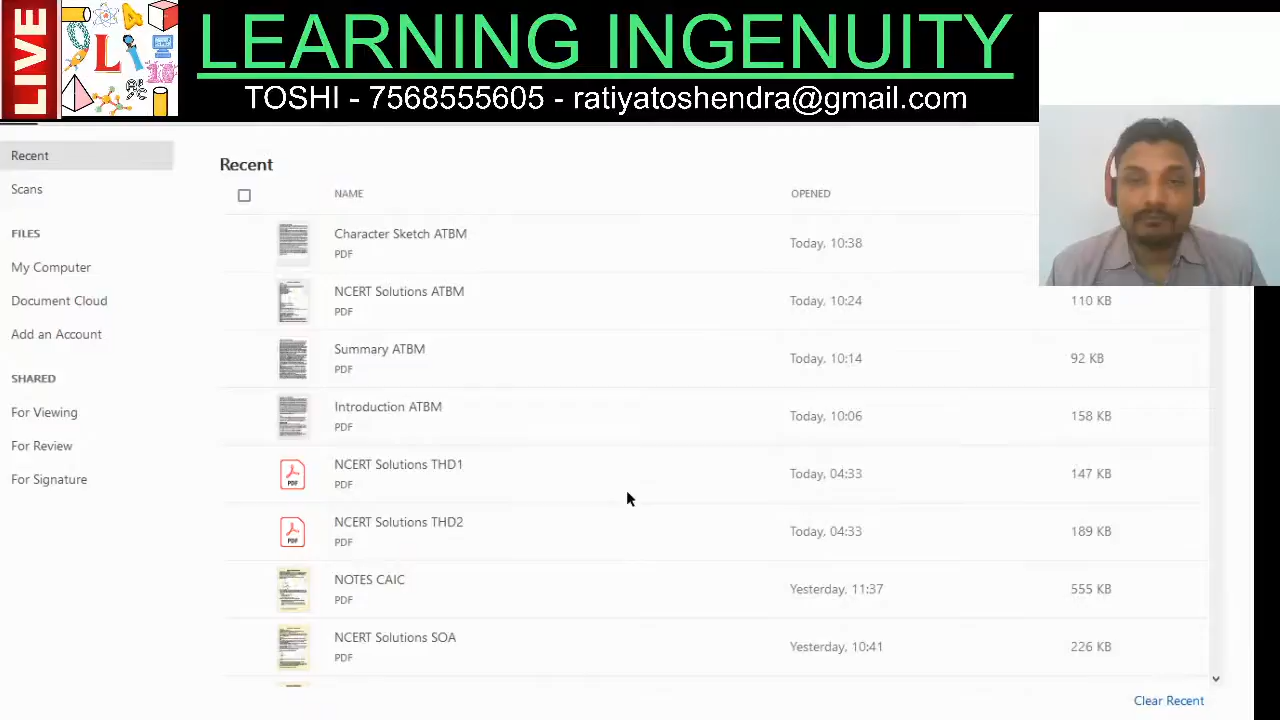 LIVE
LEARNING INGENUITY
TOSHI - 7568555605 - ratiyatoshendra@gmail.com
Recent
Scans
FILES
My Computer
Document Cloud
Add an Account
SHARED
For Viewing
For Review
For Signature
Recent
NAME OPENED
Character Sketch ATBM
PDF
Today, 10:38
NCERT Solutions ATBM
PDF
Today, 10:24 110 KB
Summary ATBM
PDF
Today, 10:14 92 KB
Introduction ATBM
PDF
Today, 10:06 158 KB
NCERT Solutions THD1
PDF
Today, 04:33 147 KB
NCERT Solutions THD2
PDF
Today, 04:33 189 KB
NOTES CAIC
PDF
Yesterday, 11:37 555 KB
NCERT Solutions SOA
PDF
Yesterday, 10:41 226 KB
Clear Recent